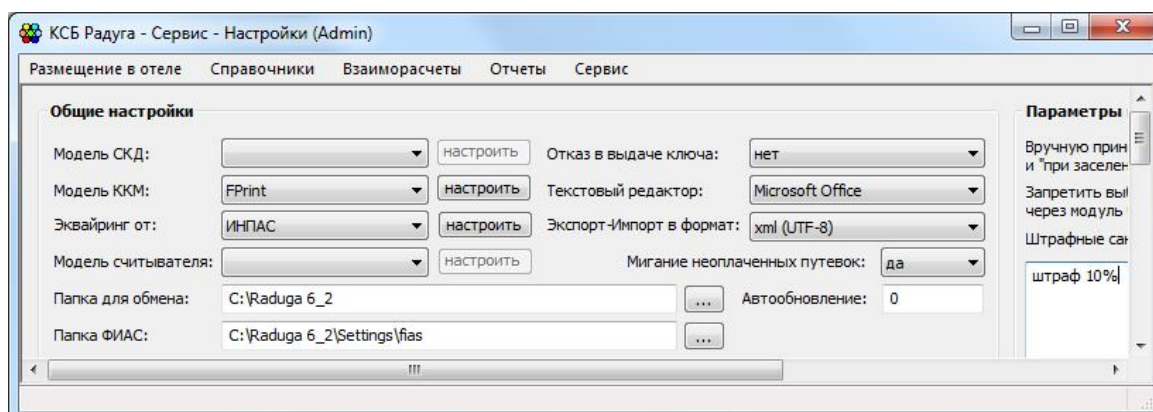 КСБ Радуга - Сервис - Настройки (Admin)
Размещение в отеле Справочники Взаиморасчеты Отчеты Сервис
Общие настройки
Модель СКД: настроить Отказ в выдаче ключа: нет
Модель ККМ: FPrint настроить Текстовый редактор: Microsoft Office
Эквайринг от: ИНПАС настроить Экспорт-Импорт в формат: xml (UTF-8)
Модель считывателя: настроить Мигание неоплаченных путевок: да
Папка для обмена: C:\Raduga 6_2 ... Автообновление: 0
Папка ФИАС: C:\Raduga 6_2\Settings\fias ...
Параметры
Вручную прин
и "при заселен
Запретить выб
через модуль
Штрафные сан
штраф 10%